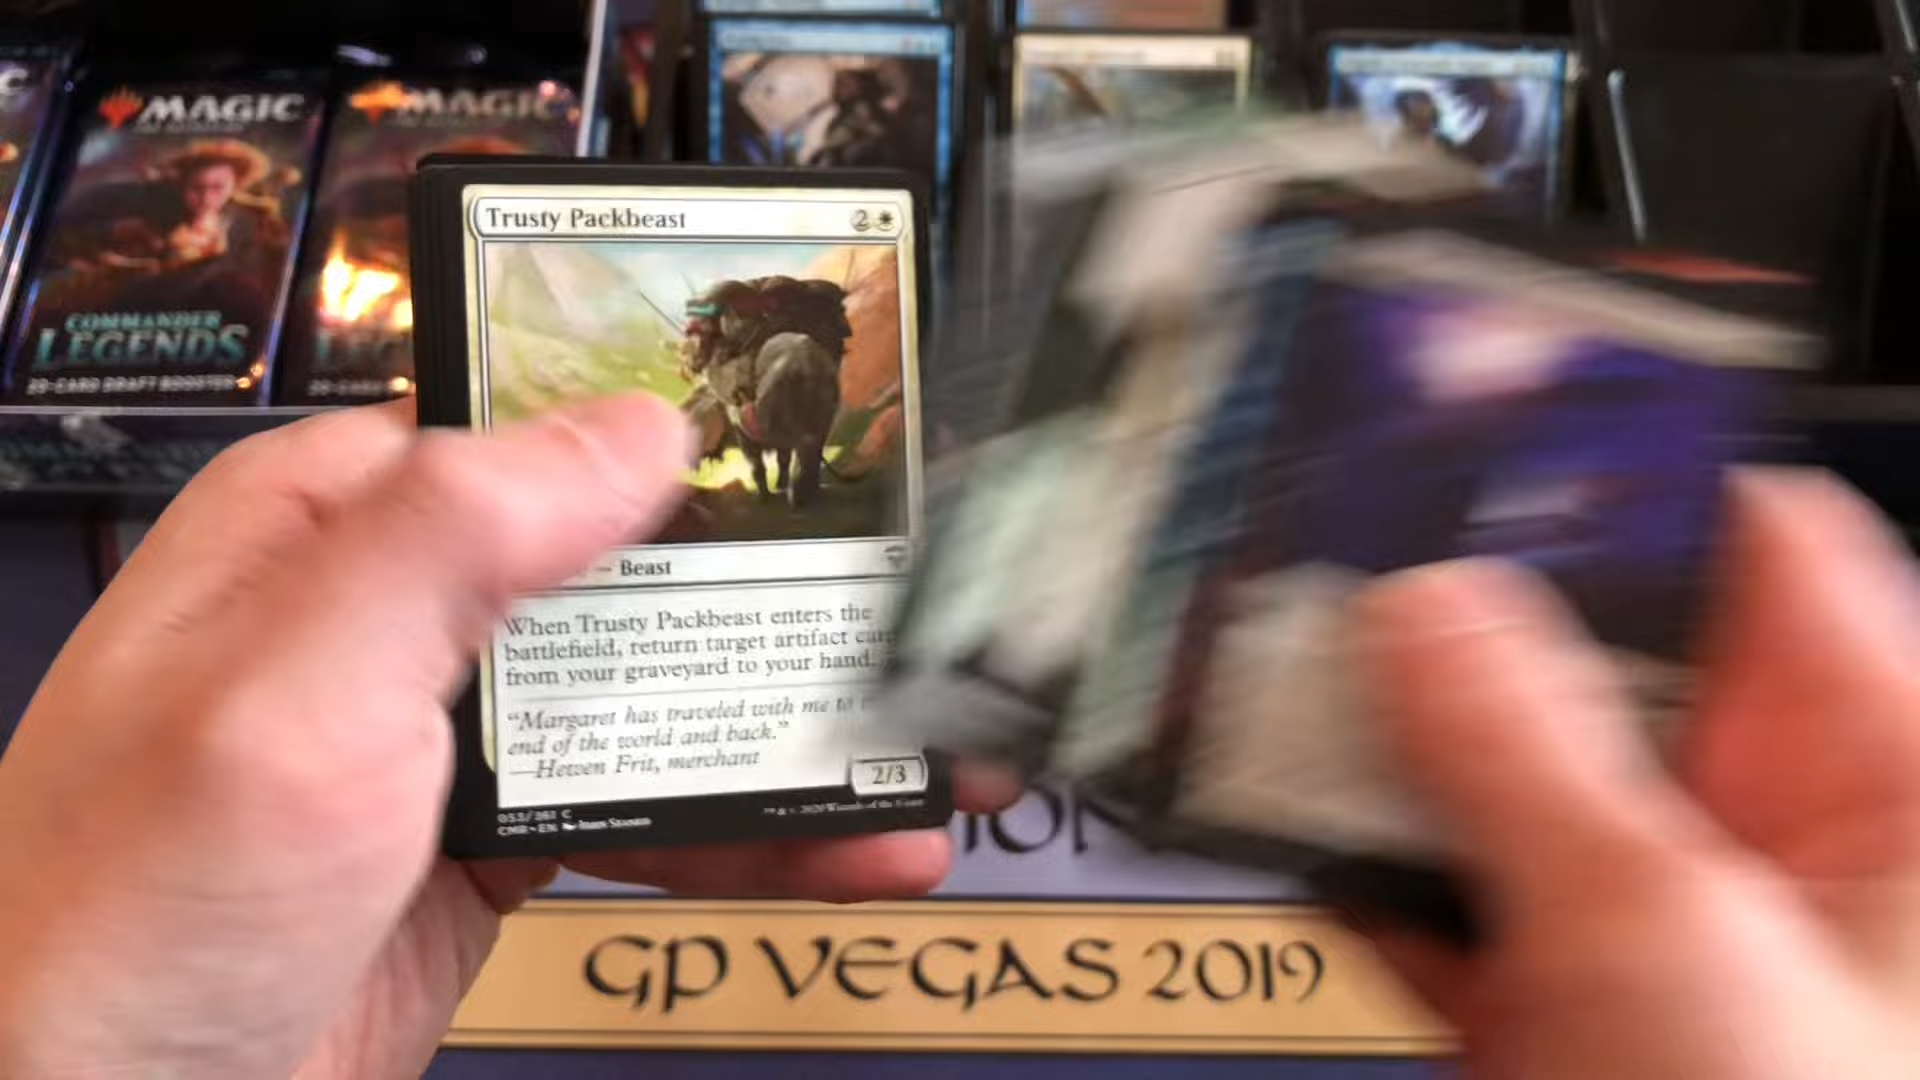 MAGIC
MAGIC
COMMANDER
LEGENDS
20-CARD DRAFT BOOSTER
Trusty Packbeast
2
— Beast
When Trusty Packbeast enters the
battlefield, return target artifact card
from your graveyard to your hand.
“Margaret has traveled with me to
end of the world and back.”
—Hewen Frit, merchant
2/3
053/361 C
CMR • EN
GP VEGAS 2019